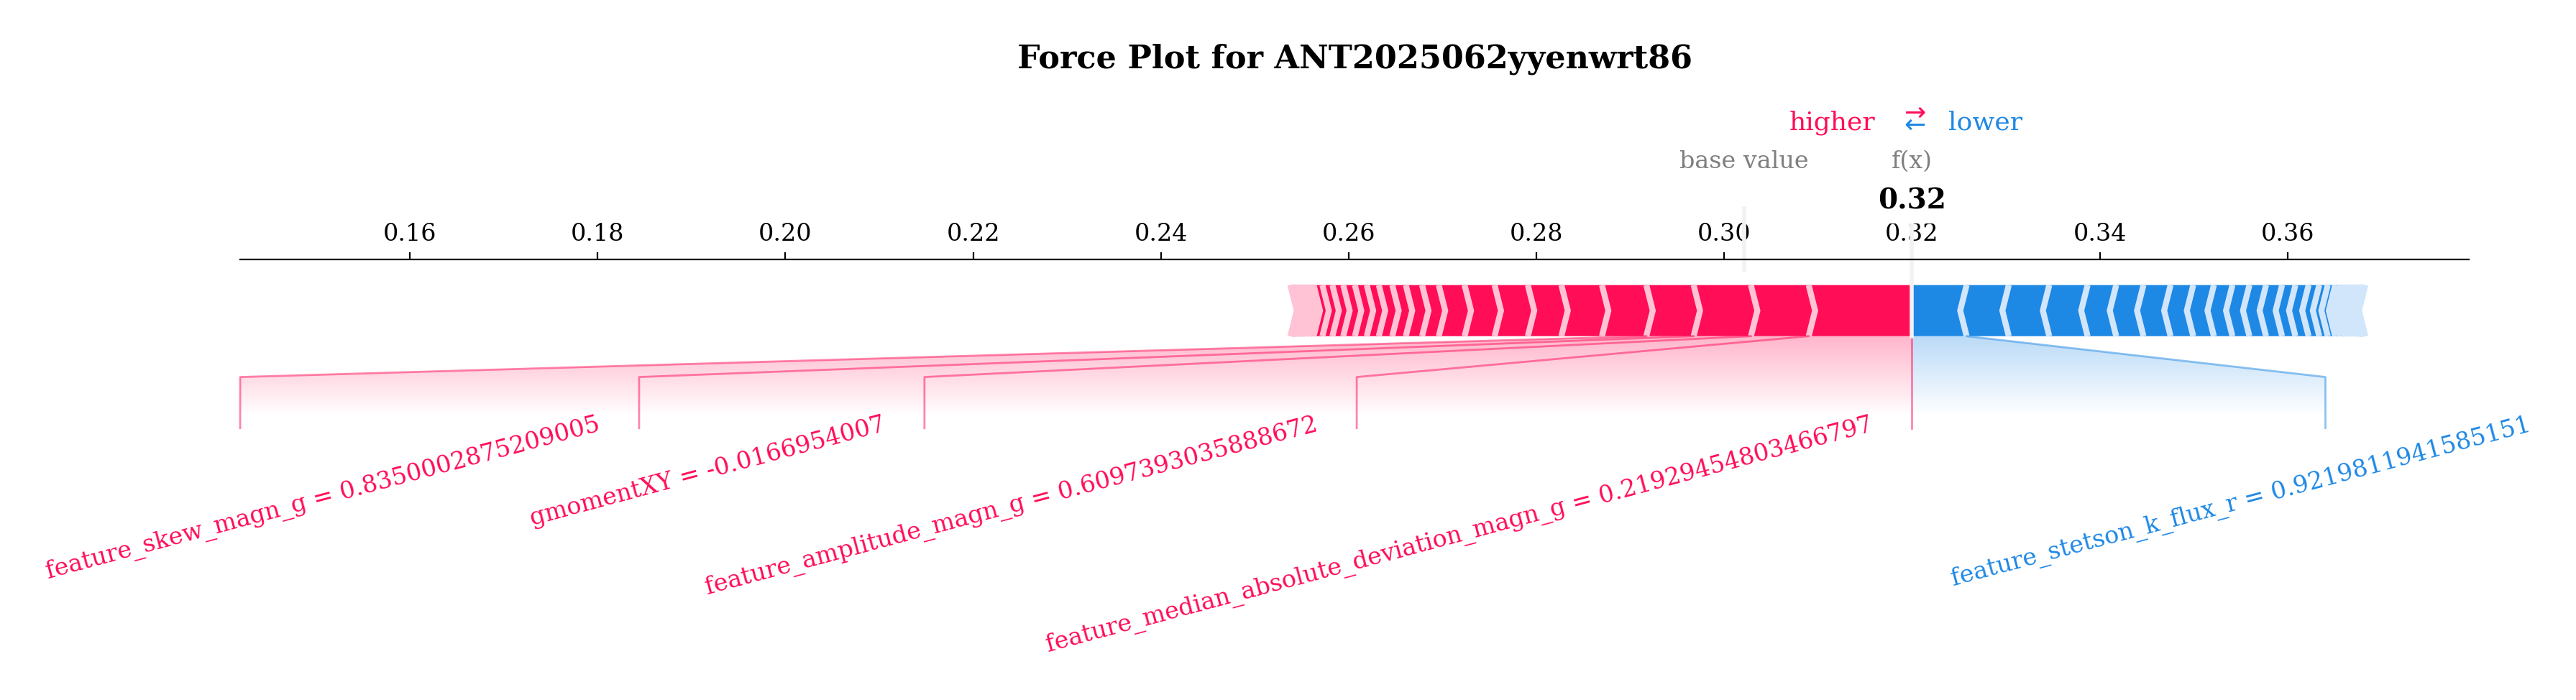 Force Plot for ANT2025062yyenwrt86
higher ⇄ lower
base value f(x)
0.32
0.16 0.18 0.20 0.22 0.24 0.26 0.28 0.30 0.32 0.34 0.36
feature_skew_magn_g = 0.8350002875209005
gmomentXY = -0.0166954007
feature_amplitude_magn_g = 0.6097393035888672
feature_median_absolute_deviation_magn_g = 0.21929454803466797
feature_stetson_k_flux_r = 0.9219811941585151